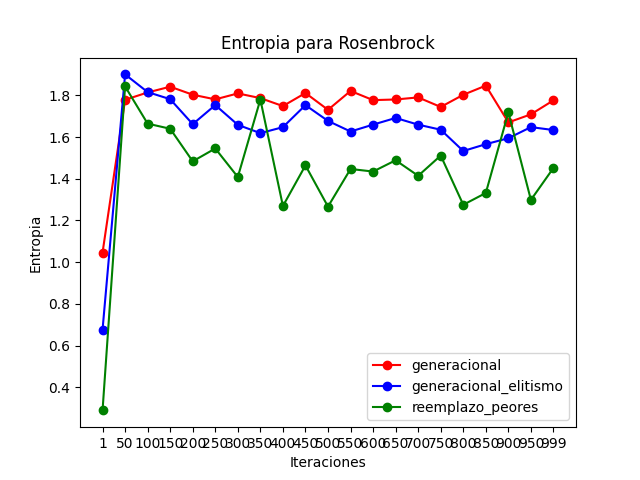 Entropia para Rosenbrock
Entropia
1.8
1.6
1.4
1.2
1.0
0.8
0.6
0.4
generacional
generacional_elitismo
reemplazo_peores
1 50 100 150 200 250 300 350 400 450 500 550 600 650 700 750 800 850 900 950 999
Iteraciones